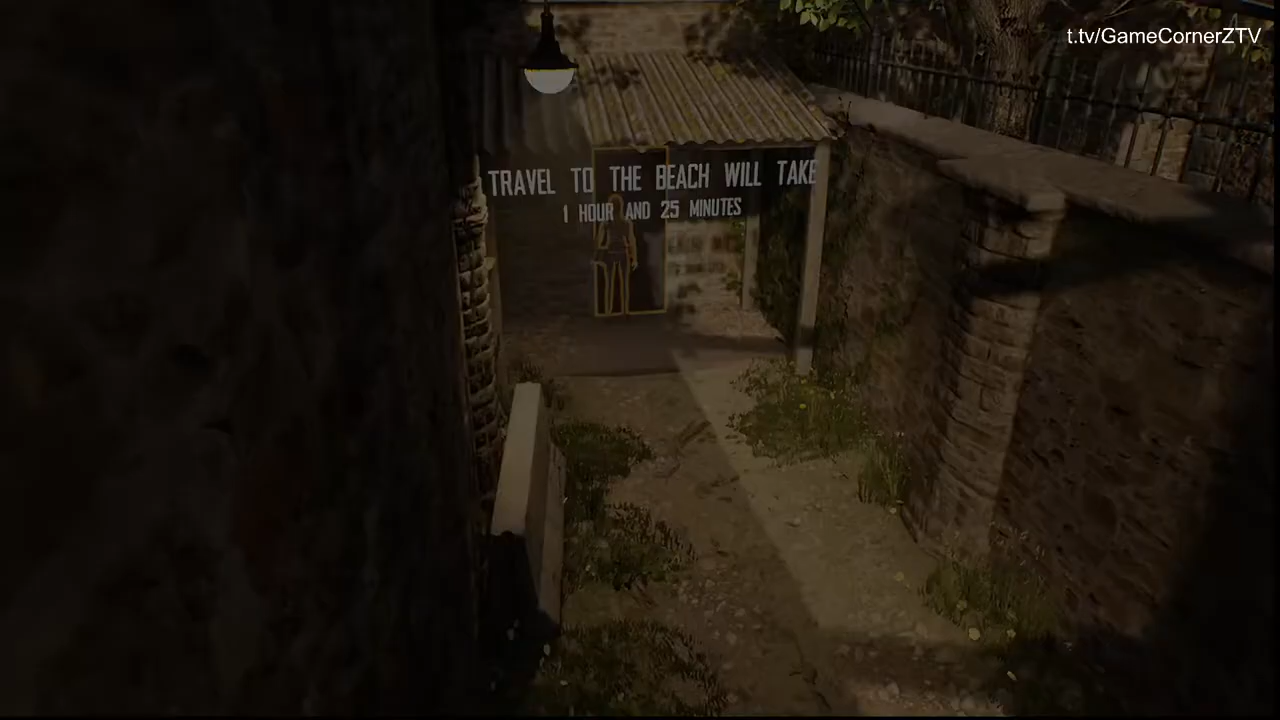 t.tv/GameCornerZTV
TRAVEL TO THE BEACH WILL TAKE
1 HOUR AND 25 MINUTES